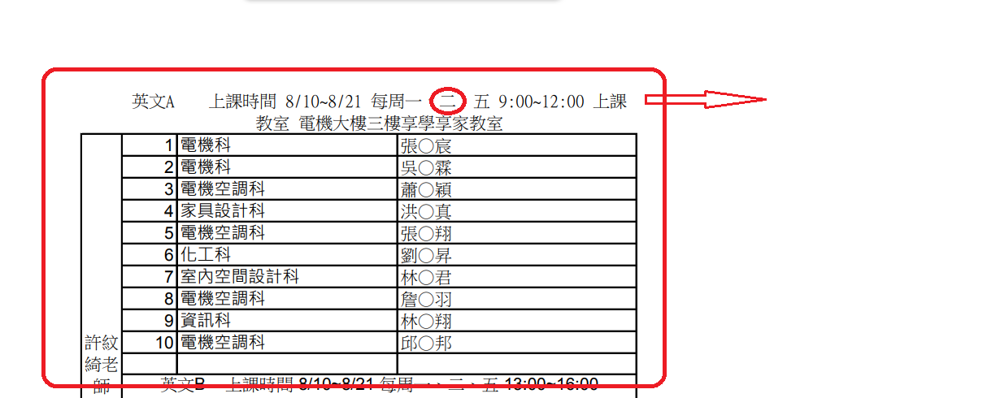 英文A 上課時間 8/10~8/21 每周一 二 五 9:00~12:00 上課
教室 電機大樓三樓享學享家教室
1 電機科 張○宸
2 電機科 吳○霖
3 電機空調科 蕭○穎
4 家具設計科 洪○真
5 電機空調科 張○翔
6 化工科 劉○昇
7 室內空間設計科 林○君
8 電機空調科 詹○羽
9 資訊科 林○翔
10 電機空調科 邱○邦
許紋
綺老
師
英文B 上課時間 8/10~8/21 每周一、二、五 13:00~16:00